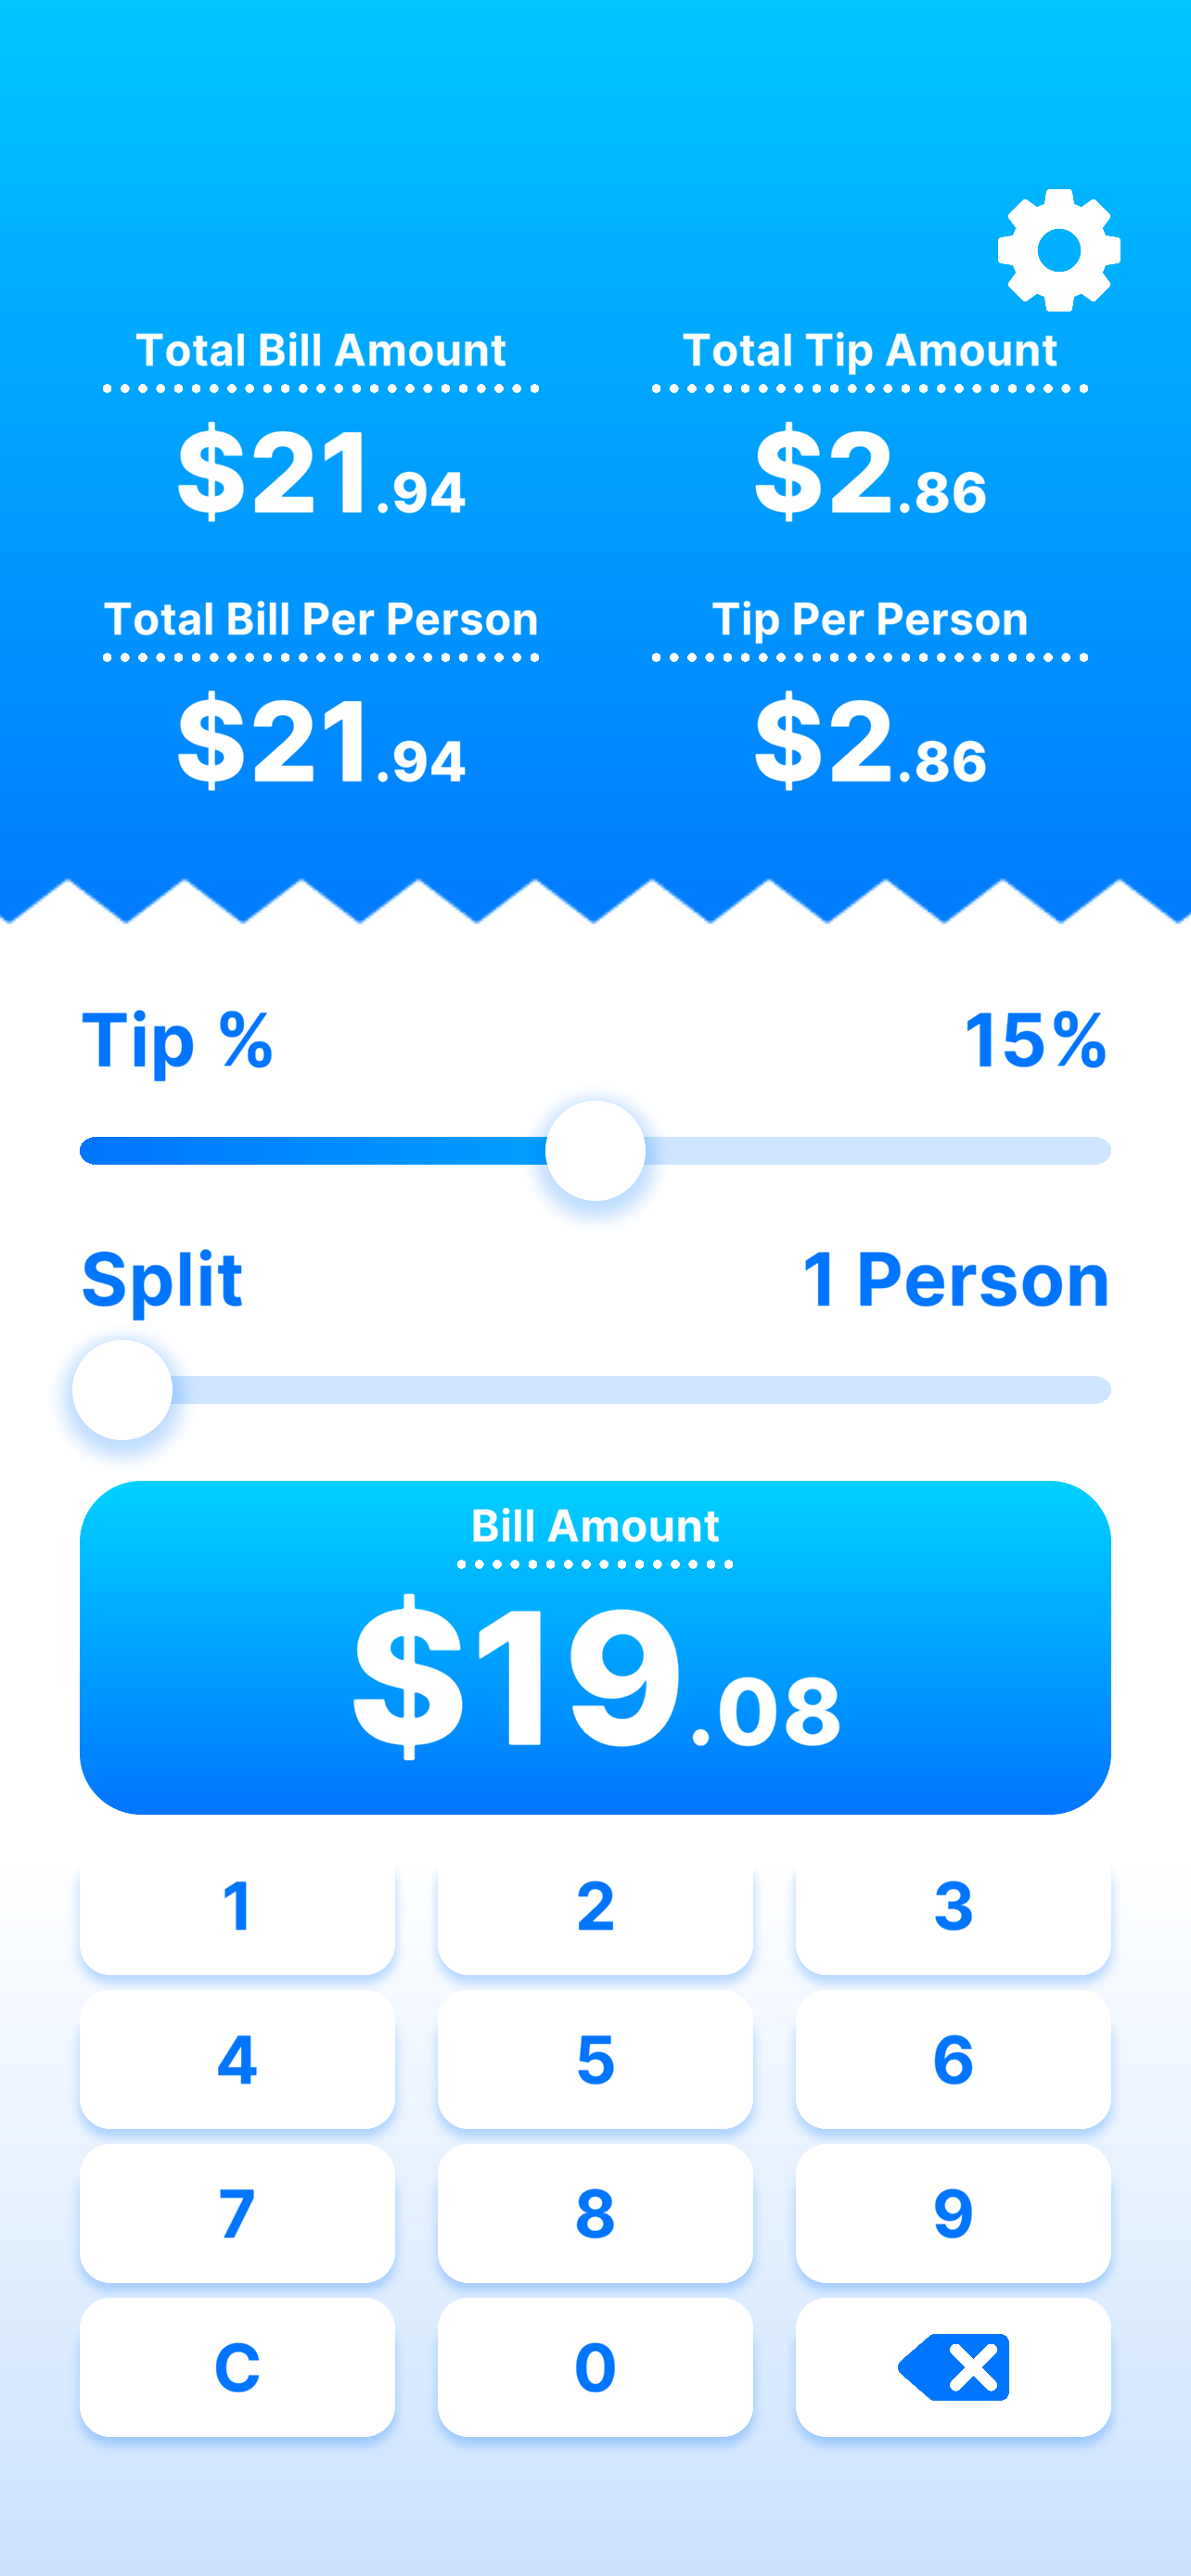 Total Bill Amount
Total Tip Amount
$21.94
$2.86
Total Bill Per Person
Tip Per Person
$21.94
$2.86
Tip % 15%
Split 1 Person
Bill Amount
$19.08
1 2 3
4 5 6
7 8 9
C 0